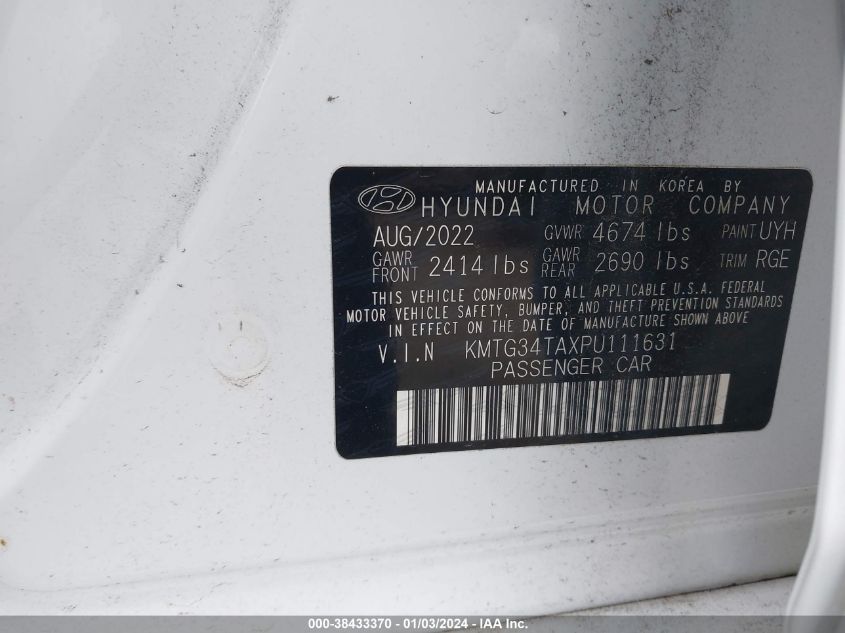 MANUFACTURED IN KOREA BY
HYUNDAI MOTOR COMPANY
AUG/2022 GVWR 4674 lbs PAINT UYH
GAWR FRONT 2414 lbs GAWR REAR 2690 lbs TRIM RGE
THIS VEHICLE CONFORMS TO ALL APPLICABLE U.S.A. FEDERAL
MOTOR VEHICLE SAFETY, BUMPER, AND THEFT PREVENTION STANDARDS
IN EFFECT ON THE DATE OF MANUFACTURE SHOWN ABOVE
V.I.N KMTG34TAXPU111631
PASSENGER CAR
000-38433370 - 01/03/2024 - IAA Inc.